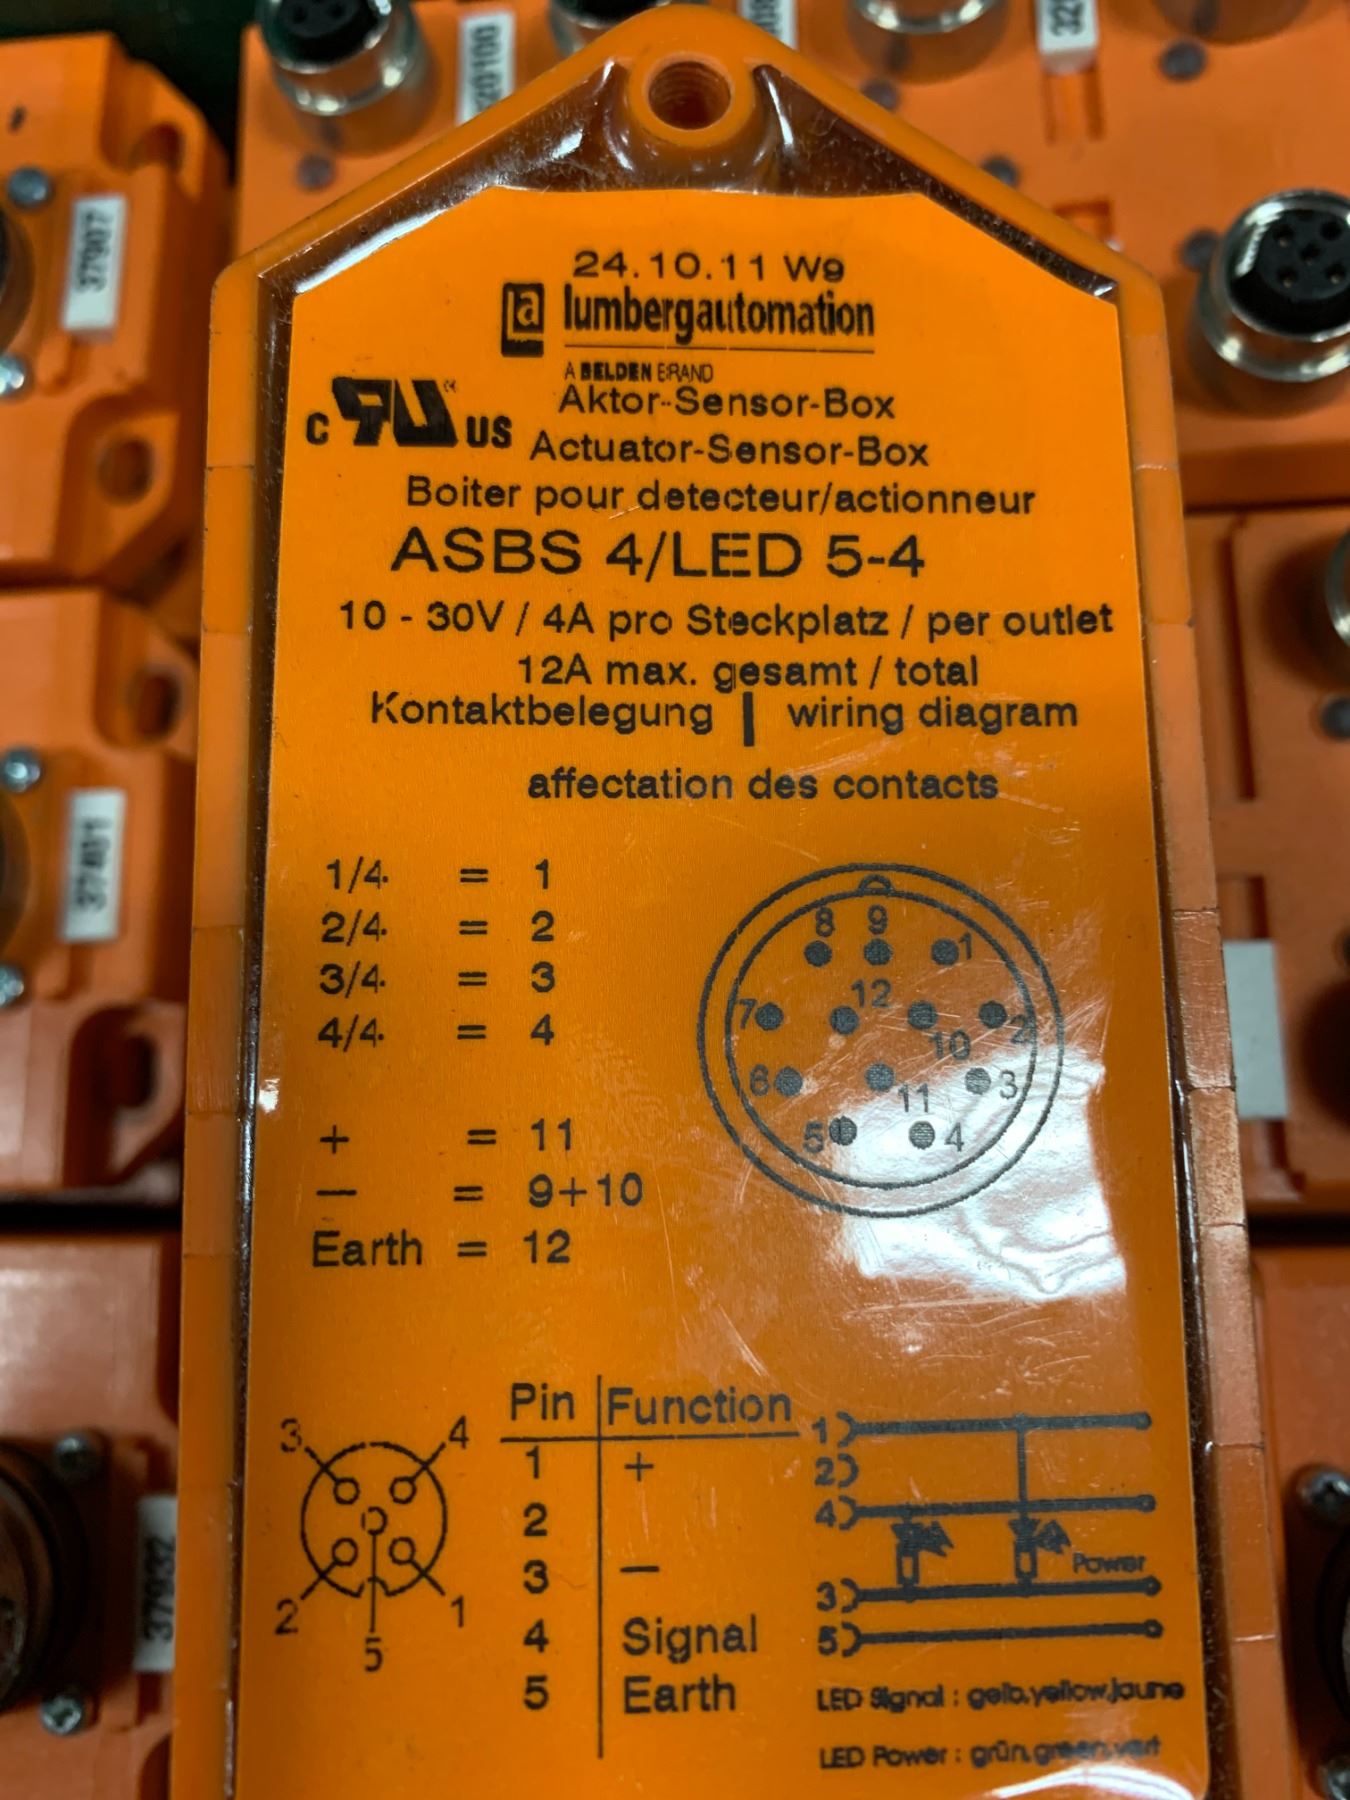 24.10.11 W9
la lumbergautomation
A BELDEN BRAND
c RU US
Aktor-Sensor-Box
Actuator-Sensor-Box
Boiter pour detecteur/actionneur
ASBS 4/LED 5-4
10 - 30V / 4A pro Steckplatz / per outlet
12A max. gesamt / total
Kontaktbelegung | wiring diagram
affectation des contacts
1/4 = 1
2/4 = 2
3/4 = 3
4/4 = 4
+ = 11
— = 9+10
Earth = 12
8 9 1
7 12 10 2
6 11 3
5 4
Pin Function
1 +
2
3 —
4 Signal
5 Earth
3 4
2 1
5
1
2
4
Power
3
5
LED Signal : gelb,yellow,jaune
LED Power : grün,green,vert
37907
37401
37932